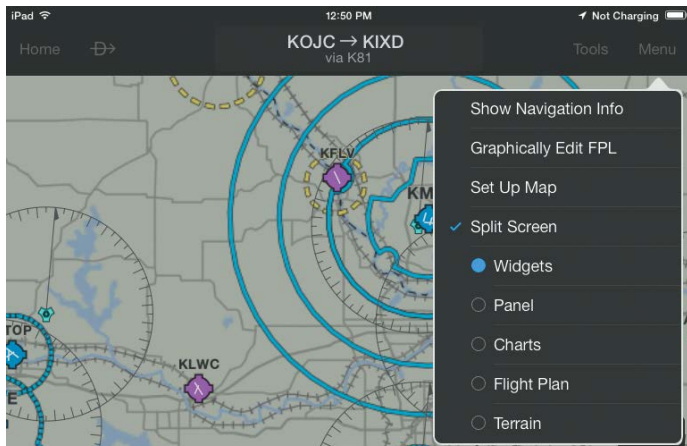 iPad 12:50 PM Not Charging
Home KOJC → KIXD Tools Menu
via K81
Show Navigation Info
Graphically Edit FPL
KFLV
Set Up Map
KM
Split Screen
Widgets
Panel
TOP
Charts
KLWC
Flight Plan
E
Terrain